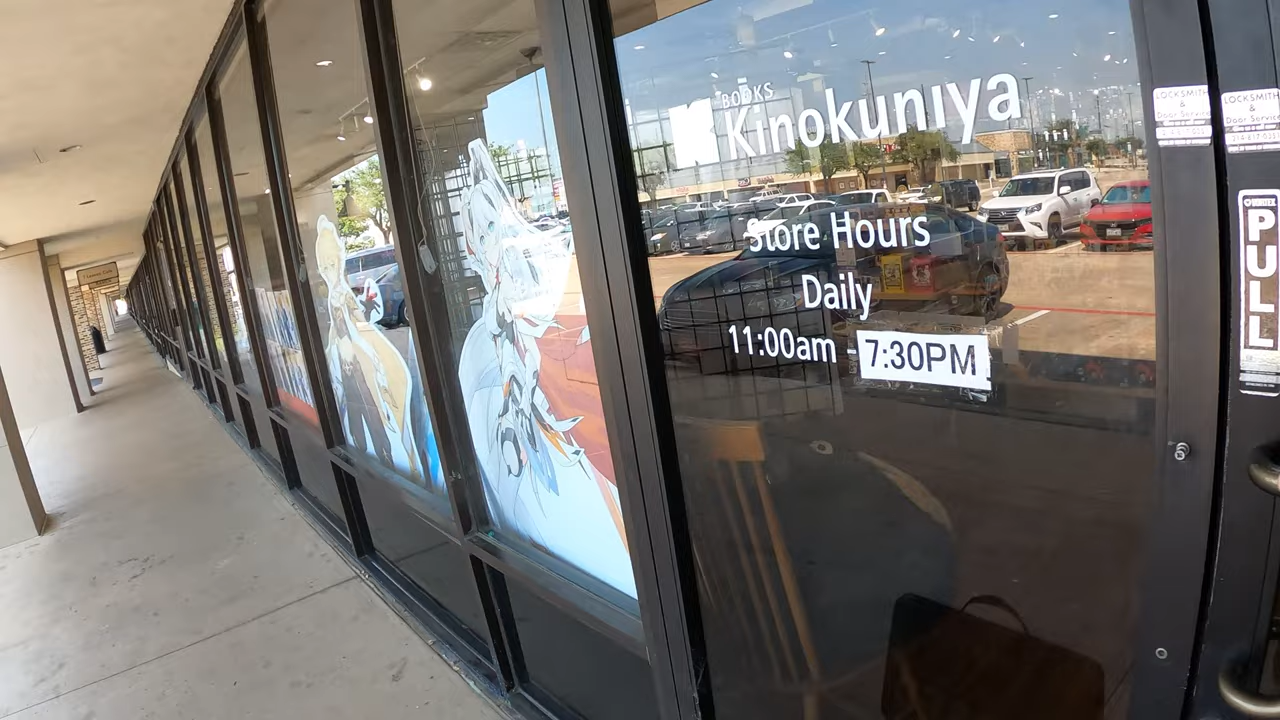 BOOKS
Kinokuniya
Store Hours
Daily
11:00am - 7:30PM
LOCKSMITH
&
Door Service
LOCKSMITH
&
Door Service
PULL